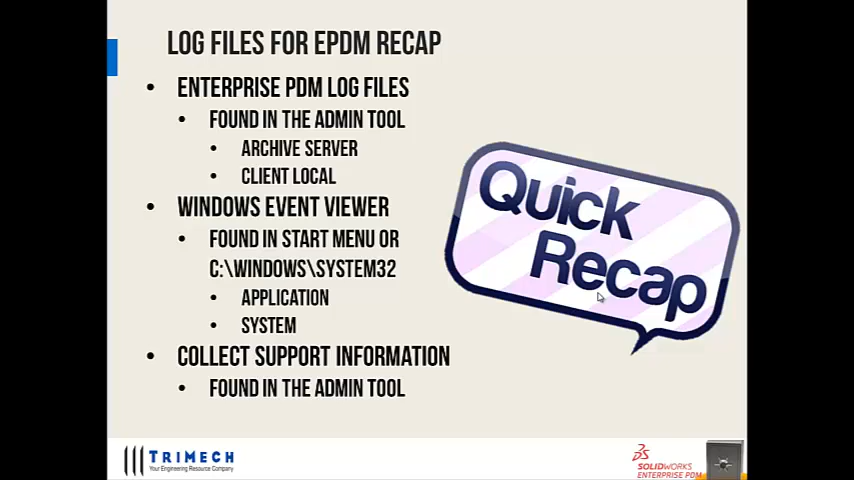 LOG FILES FOR EPDM RECAP
• ENTERPRISE PDM LOG FILES
• FOUND IN THE ADMIN TOOL
• ARCHIVE SERVER
• CLIENT LOCAL
• WINDOWS EVENT VIEWER
• FOUND IN START MENU OR
C:\WINDOWS\SYSTEM32
• APPLICATION
• SYSTEM
• COLLECT SUPPORT INFORMATION
• FOUND IN THE ADMIN TOOL
Quick
Recap
TRIMECH
Your Engineering Resource Company
SOLIDWORKS
ENTERPRISE PDM